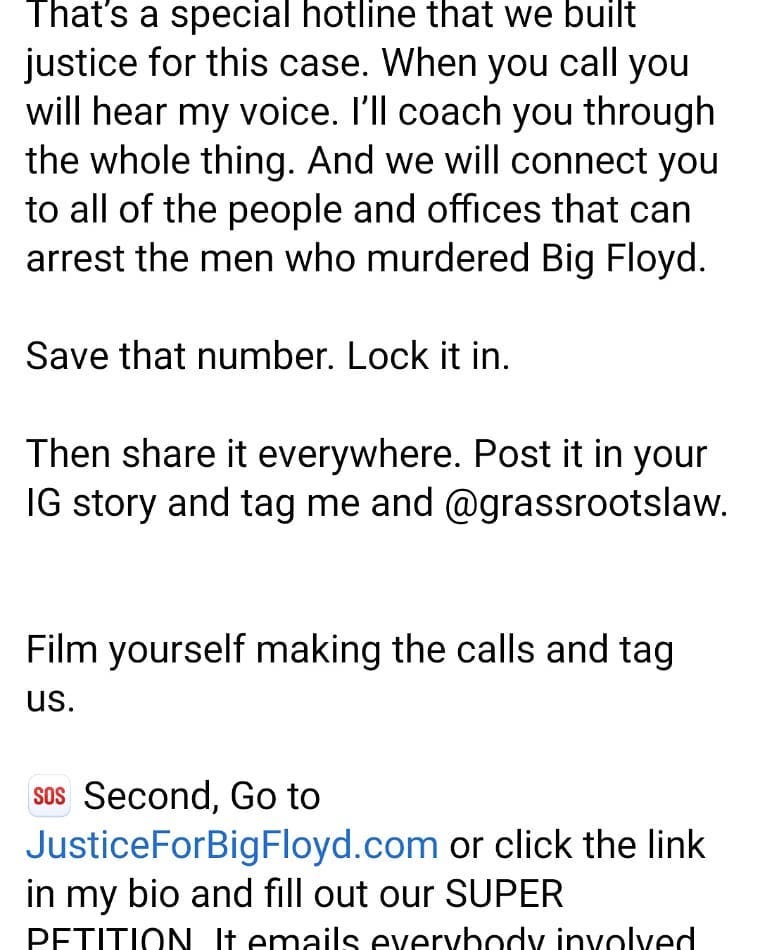 That's a special hotline that we built
justice for this case. When you call you
will hear my voice. I'll coach you through
the whole thing. And we will connect you
to all of the people and offices that can
arrest the men who murdered Big Floyd.
Save that number. Lock it in.
Then share it everywhere. Post it in your
IG story and tag me and @grassrootslaw.
Film yourself making the calls and tag
us.
SOS Second, Go to
JusticeForBigFloyd.com or click the link
in my bio and fill out our SUPER
PETITION. It emails everybody involved